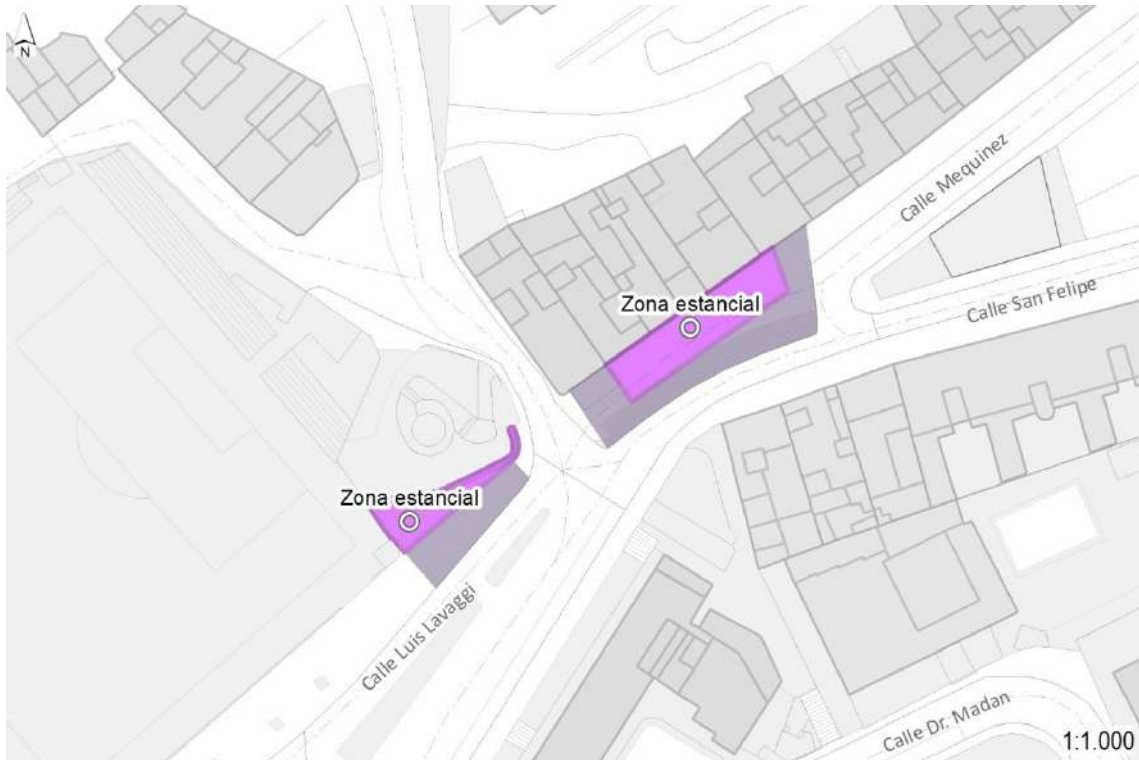 N
Calle Mequinez
Zona estancial
Calle San Felipe
Zona estancial
Calle Luis Lavaggi
Calle Dr. Madan
1:1.000